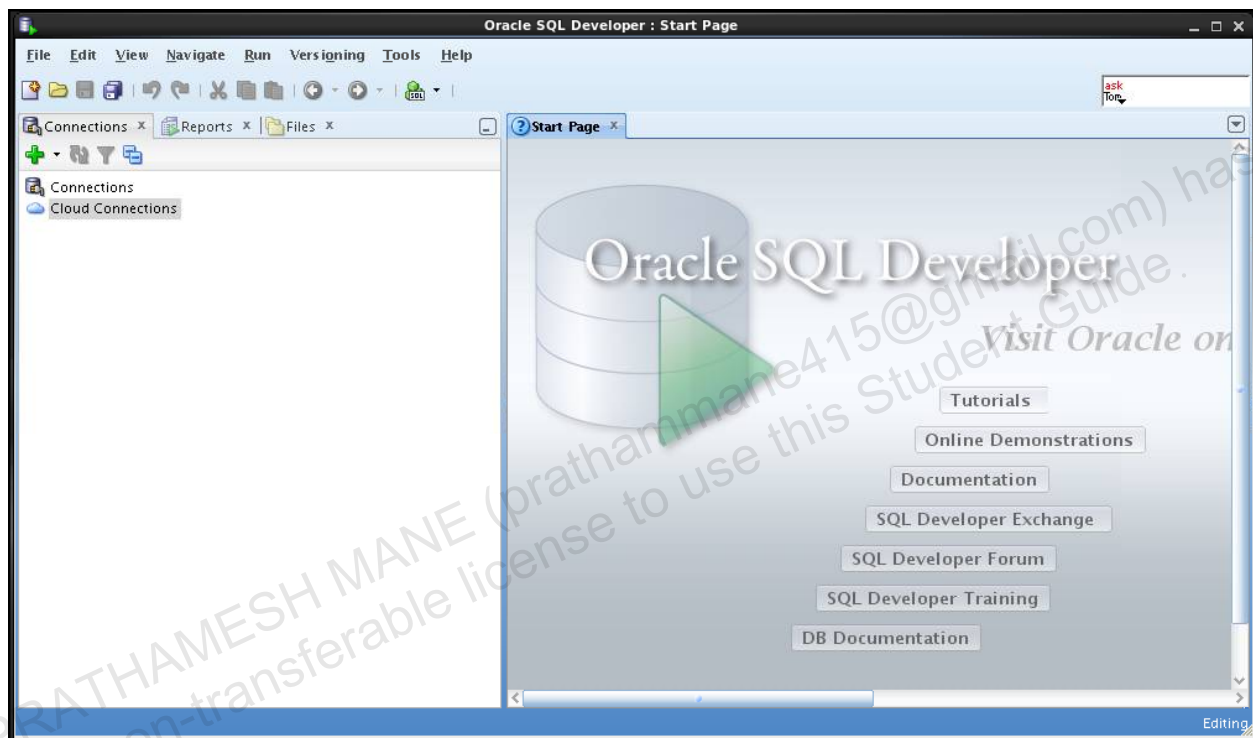 Oracle SQL Developer : Start Page
File Edit View Navigate Run Versioning Tools Help
ask
Tom
Connections Reports Files
Start Page
Connections
Cloud Connections
Oracle SQL Developer
Visit Oracle on
Tutorials
Online Demonstrations
Documentation
SQL Developer Exchange
SQL Developer Forum
SQL Developer Training
DB Documentation
Editing
PRATHAMESH MANE (prathammane415@gmail.com) has
non-transferable license to use this Student Guide.